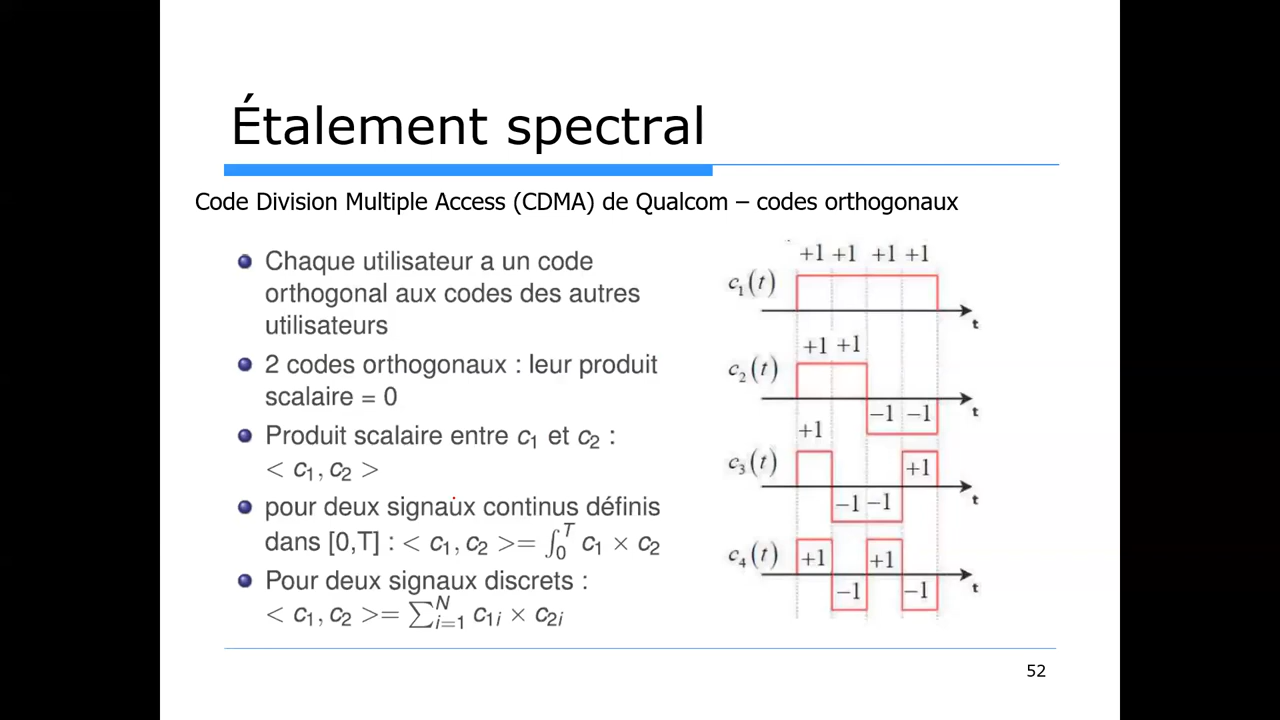 Étalement spectral
Code Division Multiple Access (CDMA) de Qualcom – codes orthogonaux
Chaque utilisateur a un code
orthogonal aux codes des autres
utilisateurs
2 codes orthogonaux : leur produit
scalaire = 0
Produit scalaire entre c₁ et c₂ :
< c₁, c₂ >
pour deux signaux continus définis
dans [0,T] : < c₁, c₂ >= ∫₀ᵀ c₁ × c₂
Pour deux signaux discrets :
< c₁, c₂ >= ∑ᵢ₌₁ᴺ c₁ᵢ × c₂ᵢ
+1 +1 +1 +1
c₁(t)
t
+1 +1
c₂(t)
−1 −1
t
+1
c₃(t)
+1
−1 −1
t
c₄(t)
+1 +1
−1 −1
t
52